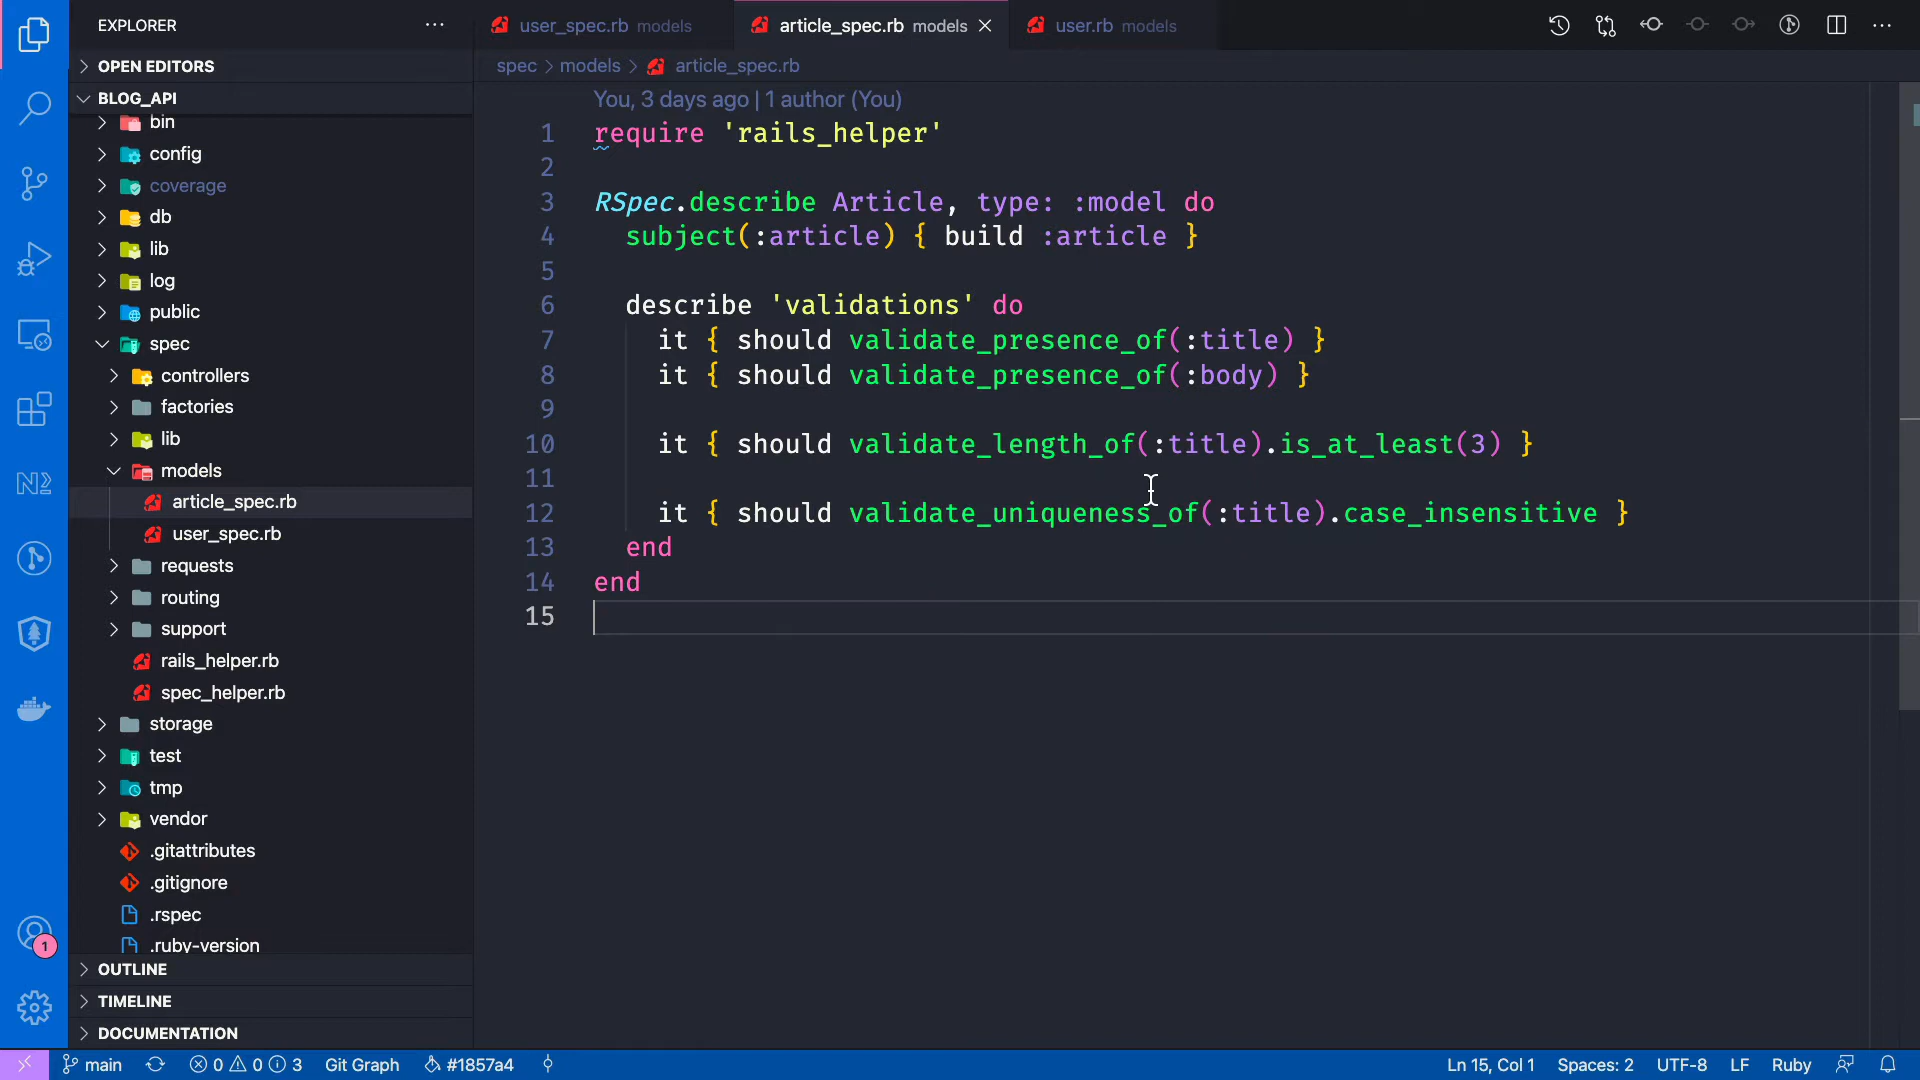 EXPLORER
OPEN EDITORS
BLOG_API
bin
config
coverage
db
lib
log
public
spec
controllers
factories
lib
models
article_spec.rb
user_spec.rb
requests
routing
support
rails_helper.rb
spec_helper.rb
storage
test
tmp
vendor
.gitattributes
.gitignore
.rspec
.ruby-version
OUTLINE
TIMELINE
DOCUMENTATION
1
user_spec.rb models
article_spec.rb models
user.rb models
spec > models > article_spec.rb
You, 3 days ago | 1 author (You)
1 require 'rails_helper'
2
3 RSpec.describe Article, type: :model do
4 subject(:article) { build :article }
5
6 describe 'validations' do
7 it { should validate_presence_of(:title) }
8 it { should validate_presence_of(:body) }
9
10 it { should validate_length_of(:title).is_at_least(3) }
11
12 it { should validate_uniqueness_of(:title).case_insensitive }
13 end
14 end
15
main 0 0 3 Git Graph #1857a4 Ln 15, Col 1 Spaces: 2 UTF-8 LF Ruby